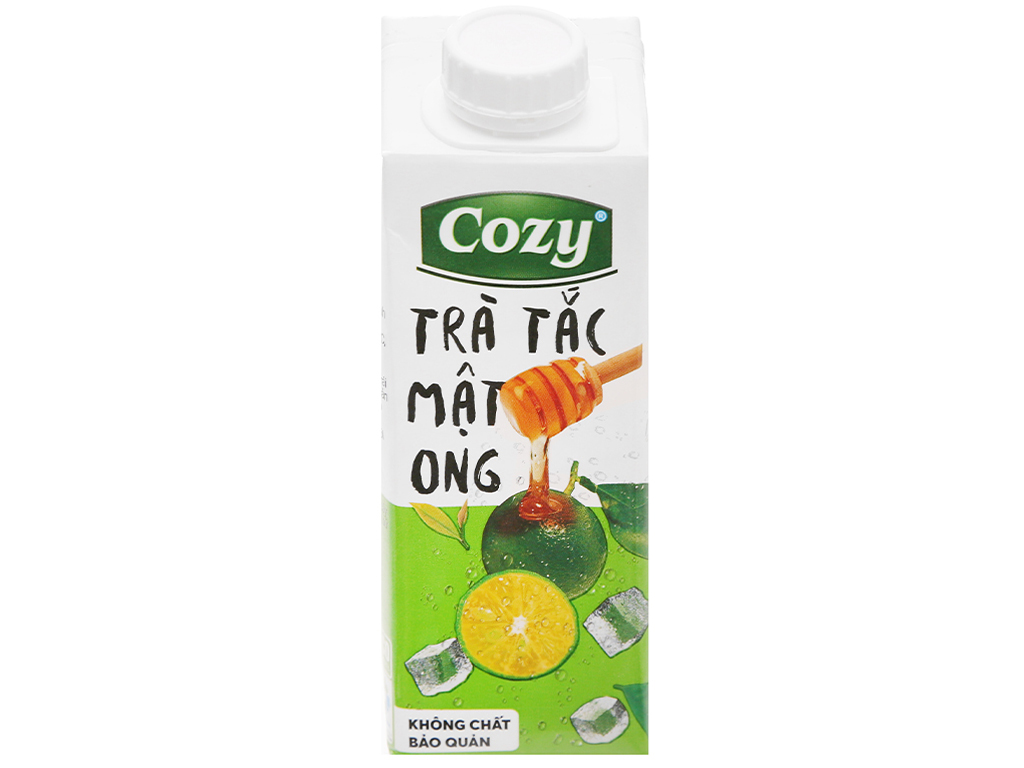 Cozy®
TRÀ TẮC
MẬT
ONG
KHÔNG CHẤT
BẢO QUẢN